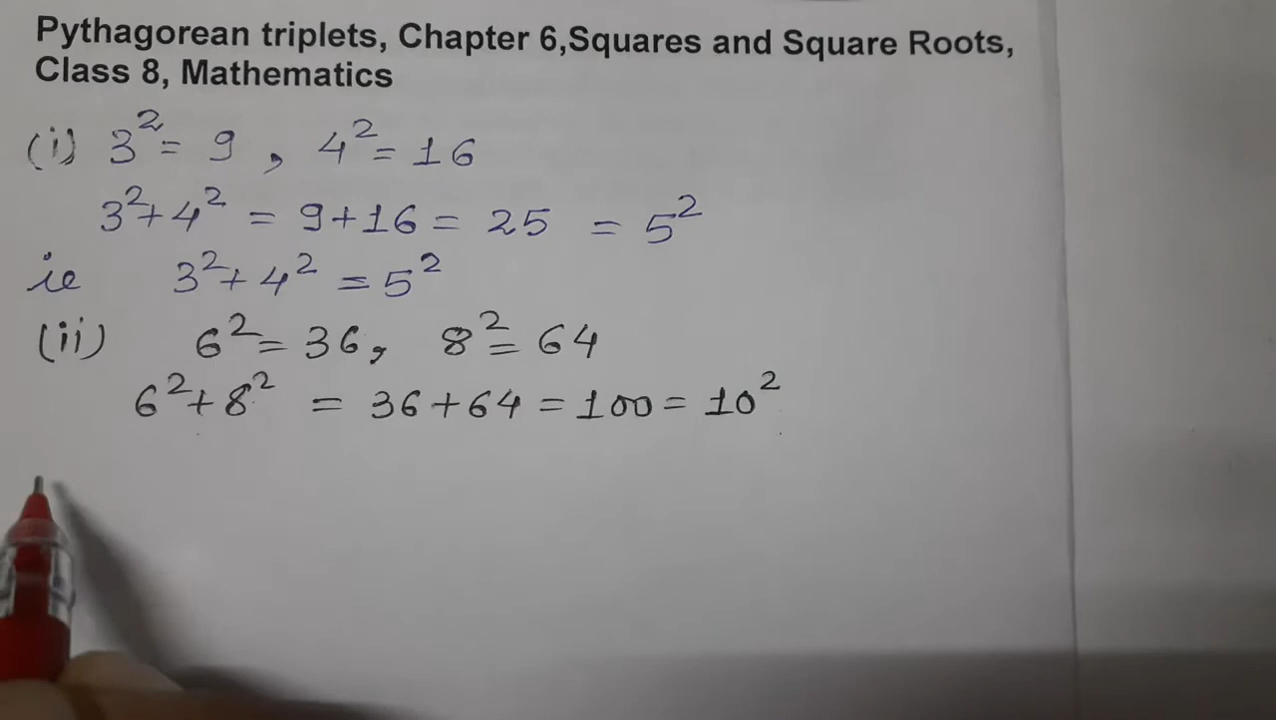 Pythagorean triplets, Chapter 6,Squares and Square Roots,
Class 8, Mathematics
(i) 3² = 9 , 4² = 16
3² + 4² = 9 + 16 = 25 = 5²
ie 3² + 4² = 5²
(ii) 6² = 36, 8² = 64
6² + 8² = 36 + 64 = 100 = 10²